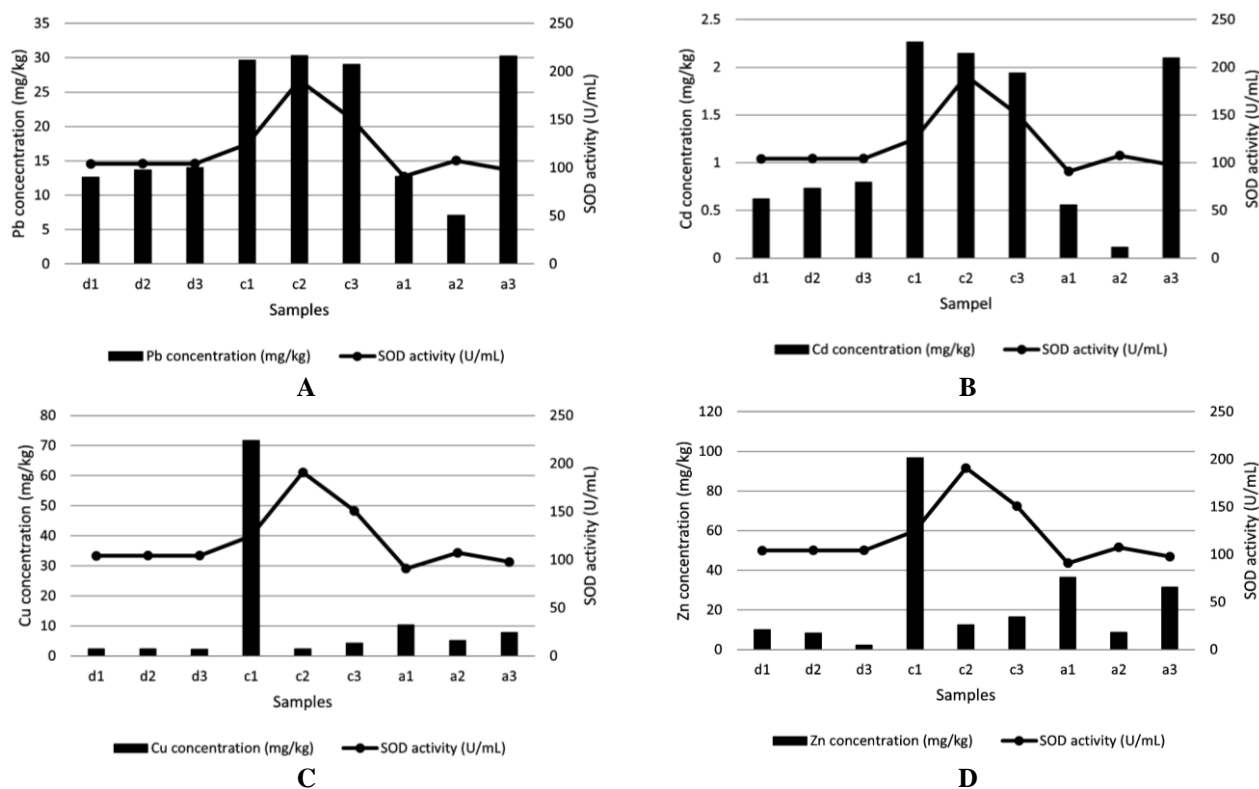 Pb concentration (mg/kg)
35
30
25
20
15
10
5
0
250
200
150
100
50
0
SOD activity (U/mL)
d1 d2 d3 c1 c2 c3 a1 a2 a3
Samples
Pb concentration (mg/kg) SOD activity (U/mL)
A
Cd concentration (mg/kg)
2.5
2
1.5
1
0.5
0
250
200
150
100
50
0
SOD activity (U/mL)
d1 d2 d3 c1 c2 c3 a1 a2 a3
Sampel
Cd concentration (mg/kg) SOD activity (U/mL)
B
Cu concentration (mg/kg)
80
70
60
50
40
30
20
10
0
250
200
150
100
50
0
SOD activity (U/mL)
d1 d2 d3 c1 c2 c3 a1 a2 a3
Samples
Cu concentration (mg/kg) SOD activity (U/mL)
C
Zn concentration (mg/kg)
120
100
80
60
40
20
0
250
200
150
100
50
0
SOD activity (U/mL)
d1 d2 d3 c1 c2 c3 a1 a2 a3
Samples
Zn concentration (mg/kg) SOD activity (U/mL)
D